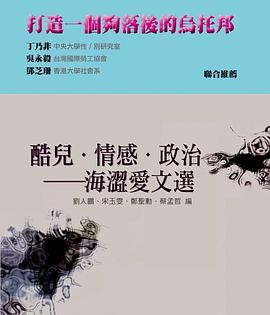 打造一個夠落後的烏托邦
丁乃非 中央大學性/別研究室
吳永毅 台灣國際勞工協會
鄧芝珊 香港大學社會系
聯合推薦
酷兒・情感・政治
——海澀愛文選
劉人鵬、宋玉雯、鄭聖勳、蔡孟哲 編